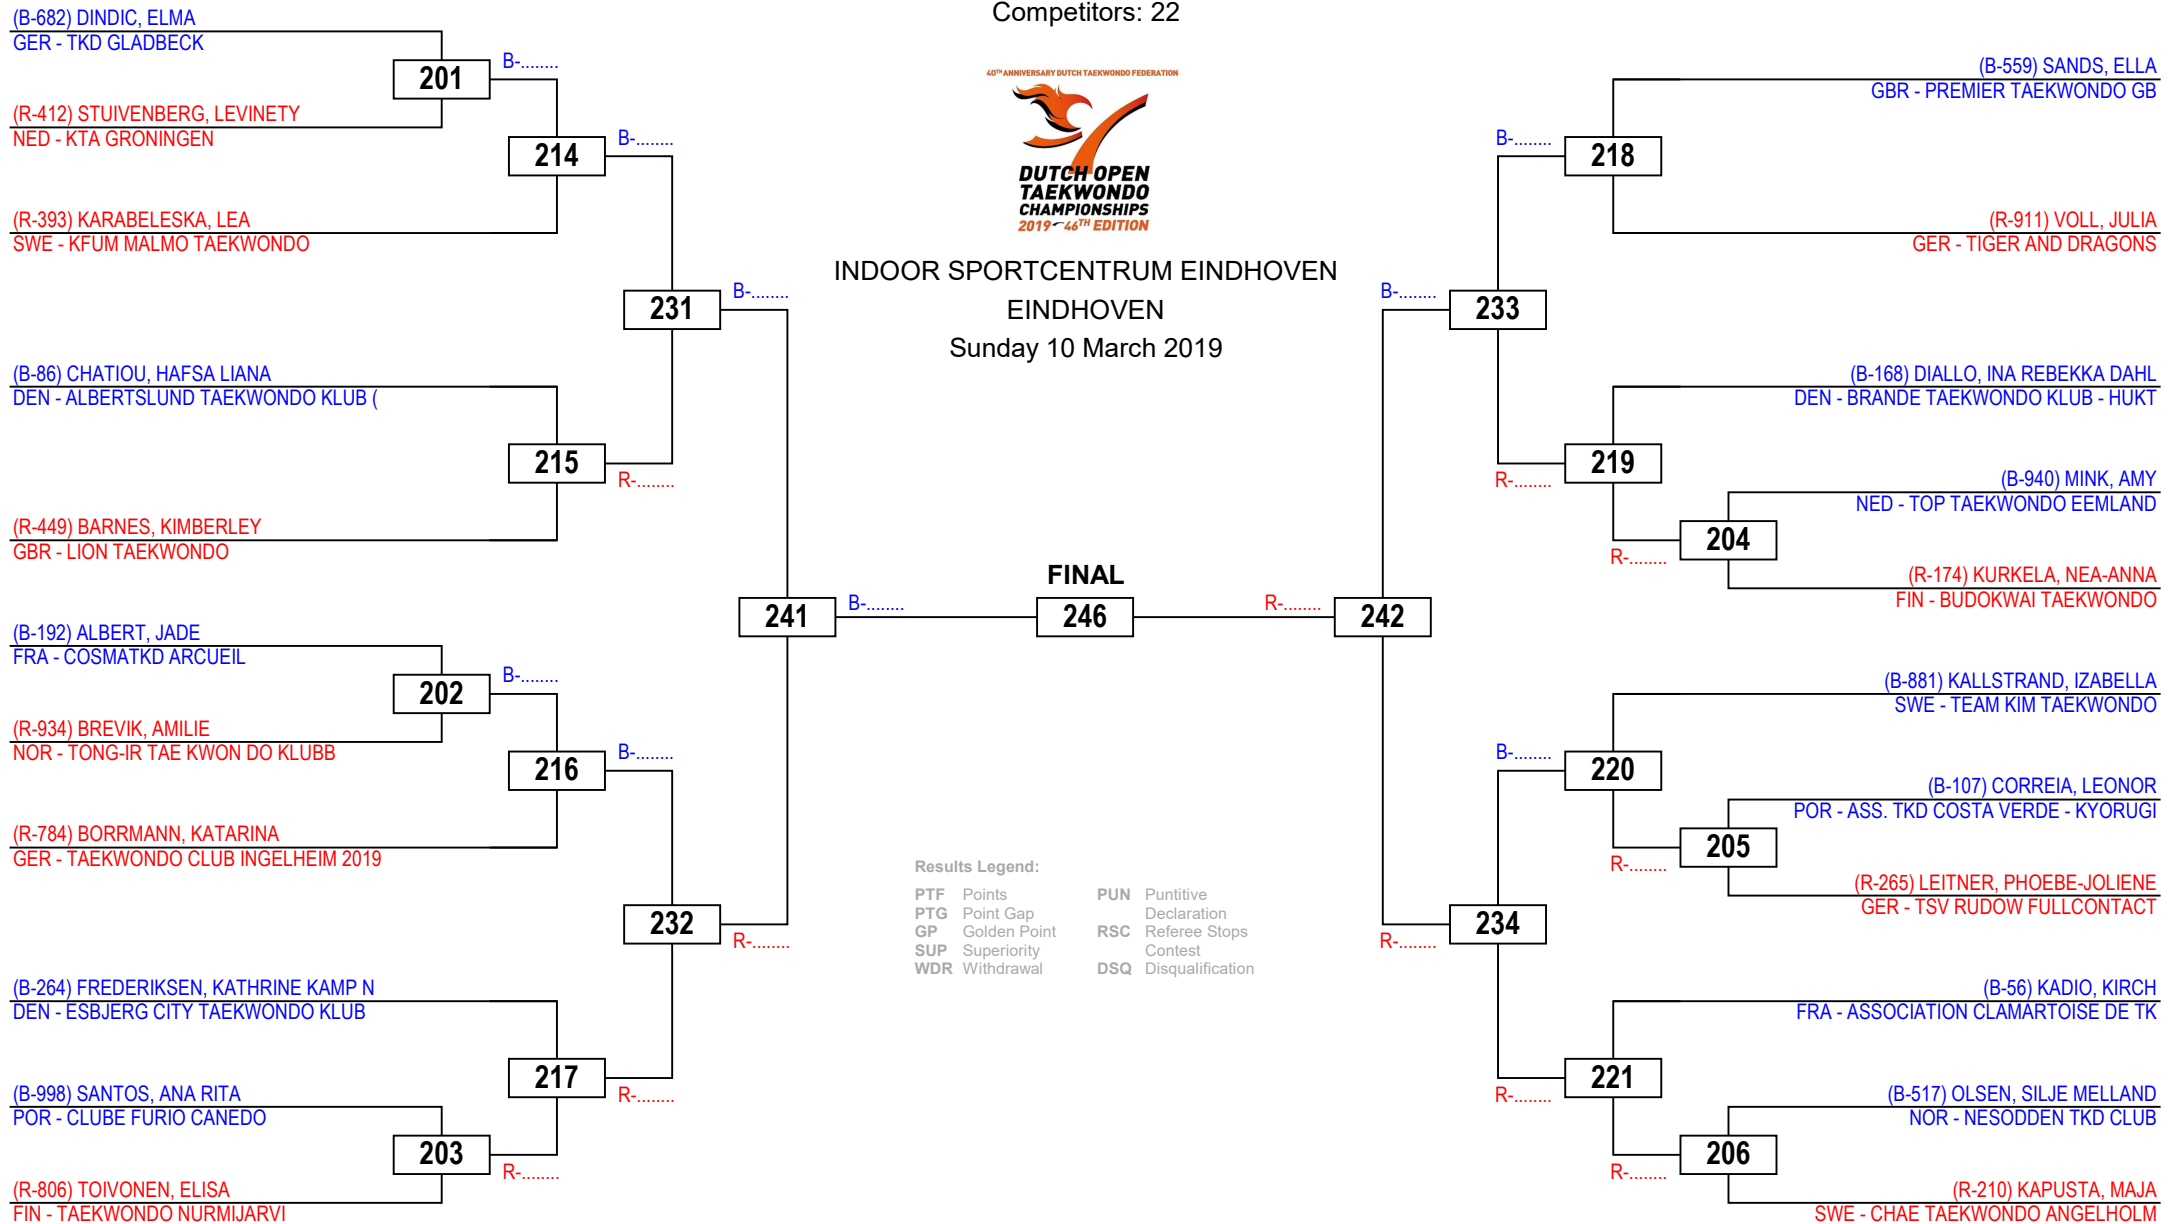 Competitors: 22
40TH ANNIVERSARY DUTCH TAEKWONDO FEDERATION
DUTCH OPEN
TAEKWONDO
CHAMPIONSHIPS
2019 46TH EDITION
INDOOR SPORTCENTRUM EINDHOVEN
EINDHOVEN
Sunday 10 March 2019
(B-682) DINDIC, ELMA
GER - TKD GLADBECK
201
B-........
(R-412) STUIVENBERG, LEVINETY
NED - KTA GRONINGEN
214
B-........
(R-393) KARABELESKA, LEA
SWE - KFUM MALMO TAEKWONDO
231
B-........
(B-86) CHATIOU, HAFSA LIANA
DEN - ALBERTSLUND TAEKWONDO KLUB (
215
R-........
(R-449) BARNES, KIMBERLEY
GBR - LION TAEKWONDO
241
B-........
(B-192) ALBERT, JADE
FRA - COSMATKD ARCUEIL
202
B-........
(R-934) BREVIK, AMILIE
NOR - TONG-IR TAE KWON DO KLUBB
216
B-........
(R-784) BORRMANN, KATARINA
GER - TAEKWONDO CLUB INGELHEIM 2019
232
R-........
(B-264) FREDERIKSEN, KATHRINE KAMP N
DEN - ESBJERG CITY TAEKWONDO KLUB
217
R-........
(B-998) SANTOS, ANA RITA
POR - CLUBE FURIO CANEDO
203
R-........
(R-806) TOIVONEN, ELISA
FIN - TAEKWONDO NURMIJARVI
FINAL
246
Results Legend:
PTF Points
PTG Point Gap
GP Golden Point
SUP Superiority
WDR Withdrawal
PUN Puntitive
Declaration
RSC Referee Stops
Contest
DSQ Disqualification
(B-559) SANDS, ELLA
GBR - PREMIER TAEKWONDO GB
B-........
218
(R-911) VOLL, JULIA
GER - TIGER AND DRAGONS
B-........
233
(B-168) DIALLO, INA REBEKKA DAHL
DEN - BRANDE TAEKWONDO KLUB - HUKT
219
R-........
(B-940) MINK, AMY
NED - TOP TAEKWONDO EEMLAND
204
R-........
(R-174) KURKELA, NEA-ANNA
FIN - BUDOKWAI TAEKWONDO
R-........
242
(B-881) KALLSTRAND, IZABELLA
SWE - TEAM KIM TAEKWONDO
B-........
220
(B-107) CORREIA, LEONOR
POR - ASS. TKD COSTA VERDE - KYORUGI
205
R-........
(R-265) LEITNER, PHOEBE-JOLIENE
GER - TSV RUDOW FULLCONTACT
234
R-........
(B-56) KADIO, KIRCH
FRA - ASSOCIATION CLAMARTOISE DE TK
221
R-........
(B-517) OLSEN, SILJE MELLAND
NOR - NESODDEN TKD CLUB
206
R-........
(R-210) KAPUSTA, MAJA
SWE - CHAE TAEKWONDO ANGELHOLM